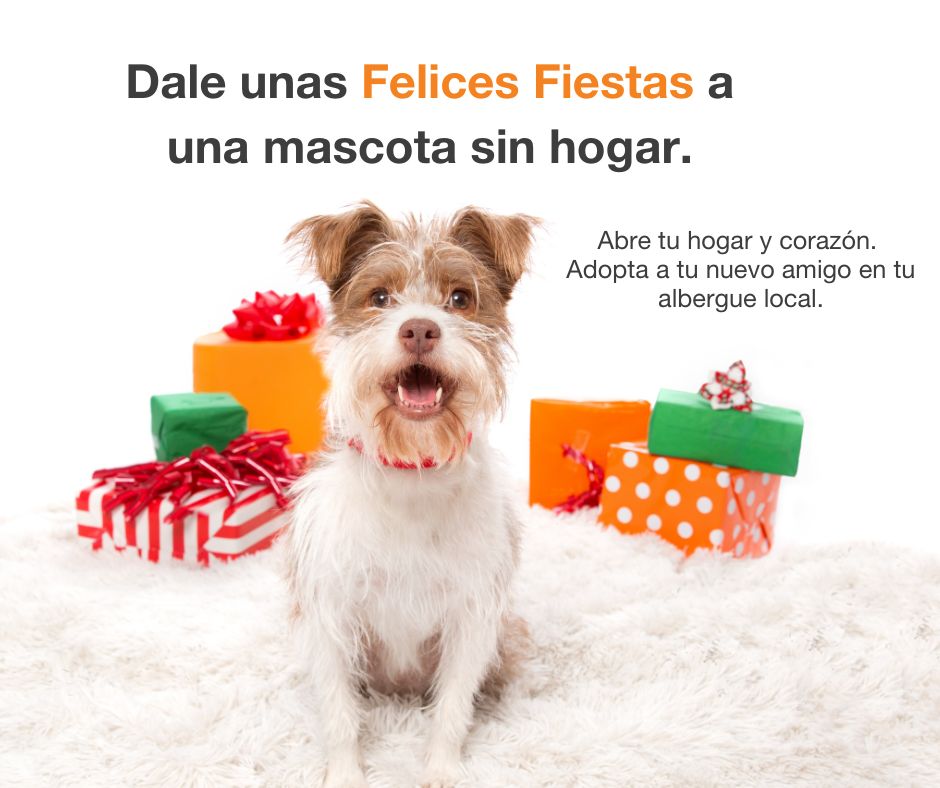 Dale unas Felices Fiestas a
una mascota sin hogar.
Abre tu hogar y corazón.
Adopta a tu nuevo amigo en tu
albergue local.